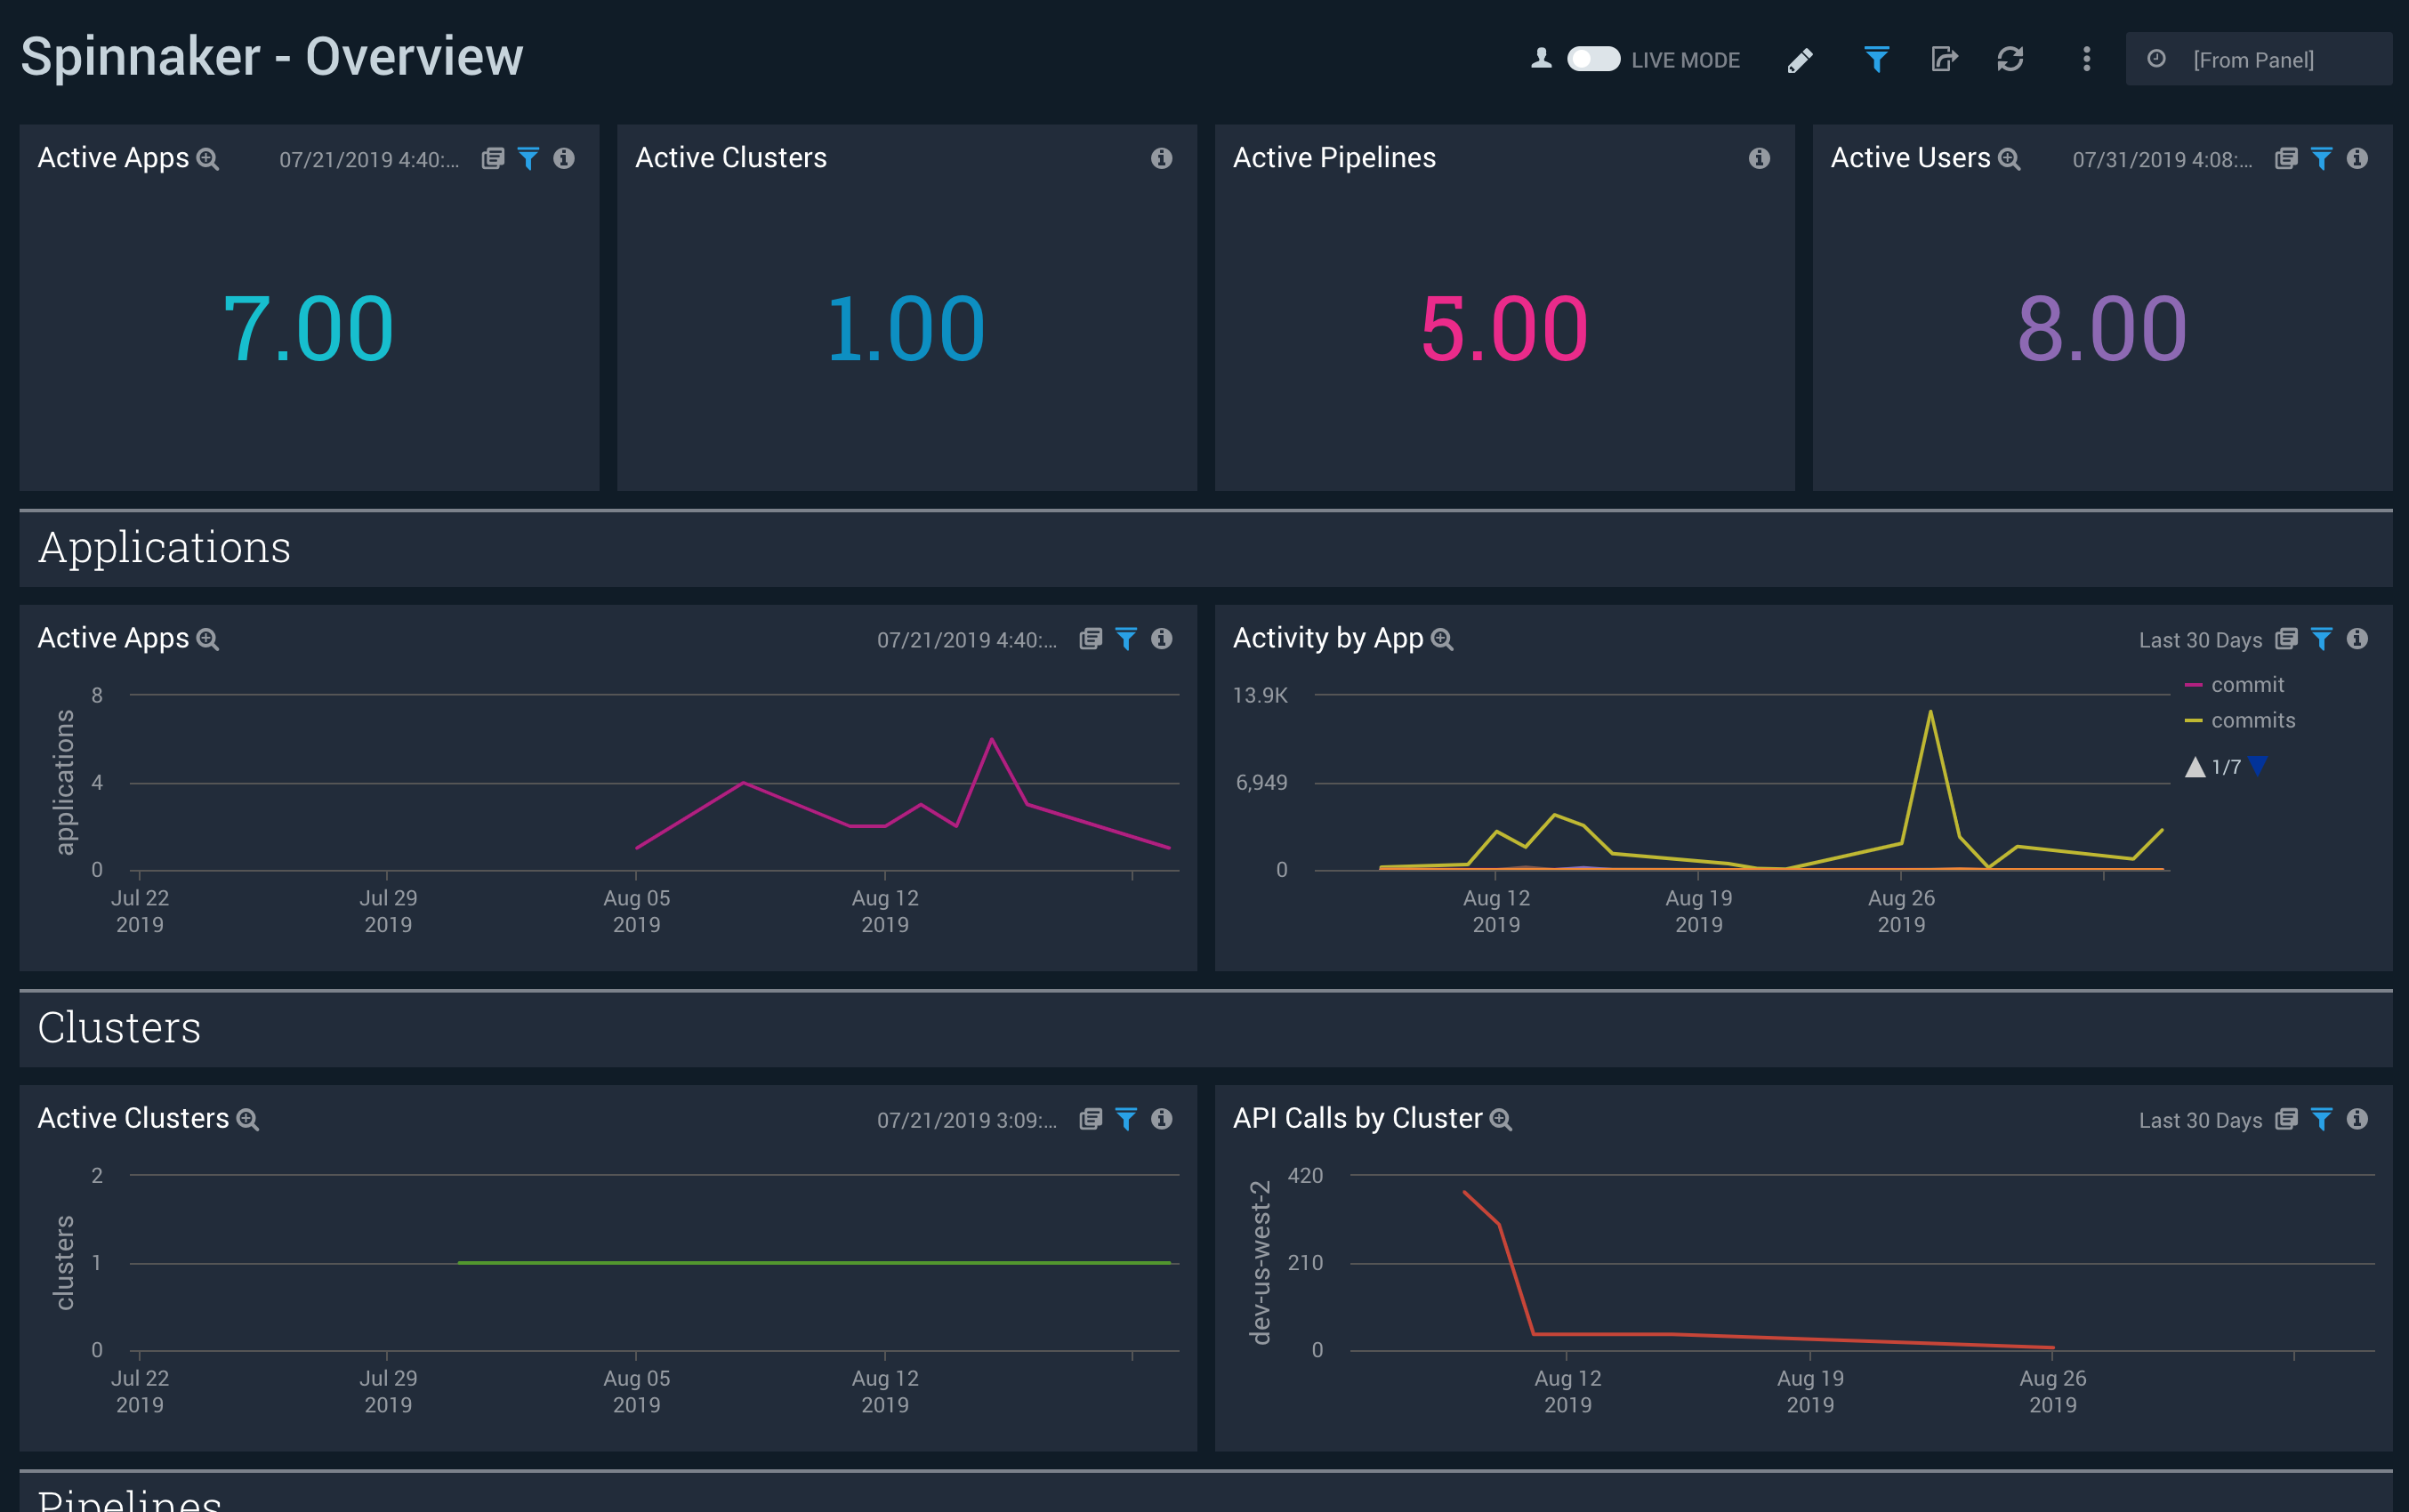 Spinnaker - Overview
LIVE MODE
[From Panel]
Active Apps
07/21/2019 4:40:...
Active Clusters
Active Pipelines
Active Users
07/31/2019 4:08:...
7.00
1.00
5.00
8.00
Applications
Active Apps
07/21/2019 4:40:...
applications
8
4
0
Jul 22
2019
Jul 29
2019
Aug 05
2019
Aug 12
2019
Activity by App
Last 30 Days
13.9K
6,949
0
commit
commits
1/7
Aug 12
2019
Aug 19
2019
Aug 26
2019
Clusters
Active Clusters
07/21/2019 3:09:...
clusters
2
1
0
Jul 22
2019
Jul 29
2019
Aug 05
2019
Aug 12
2019
API Calls by Cluster
Last 30 Days
dev-us-west-2
420
210
0
Aug 12
2019
Aug 19
2019
Aug 26
2019
Pipelines